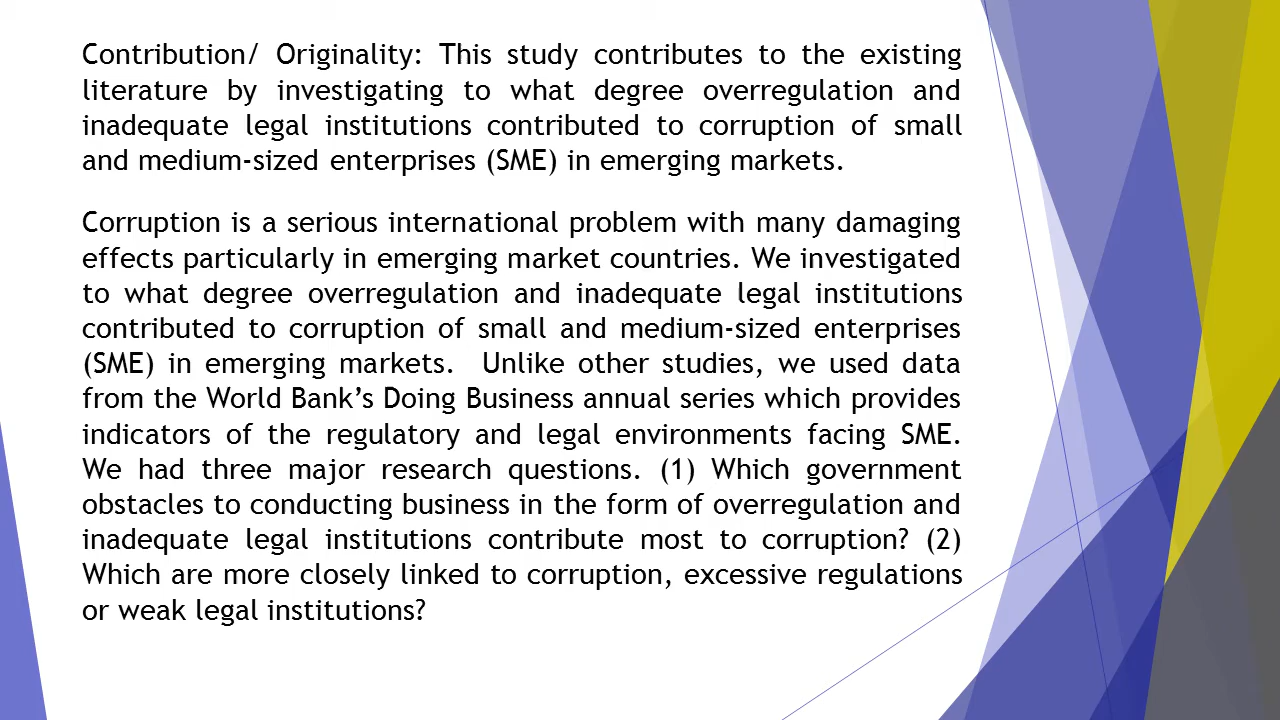 Contribution/ Originality: This study contributes to the existing
literature by investigating to what degree overregulation and
inadequate legal institutions contributed to corruption of small
and medium-sized enterprises (SME) in emerging markets.
Corruption is a serious international problem with many damaging
effects particularly in emerging market countries. We investigated
to what degree overregulation and inadequate legal institutions
contributed to corruption of small and medium-sized enterprises
(SME) in emerging markets.  Unlike other studies, we used data
from the World Bank’s Doing Business annual series which provides
indicators of the regulatory and legal environments facing SME.
We had three major research questions. (1) Which government
obstacles to conducting business in the form of overregulation and
inadequate legal institutions contribute most to corruption? (2)
Which are more closely linked to corruption, excessive regulations
or weak legal institutions?